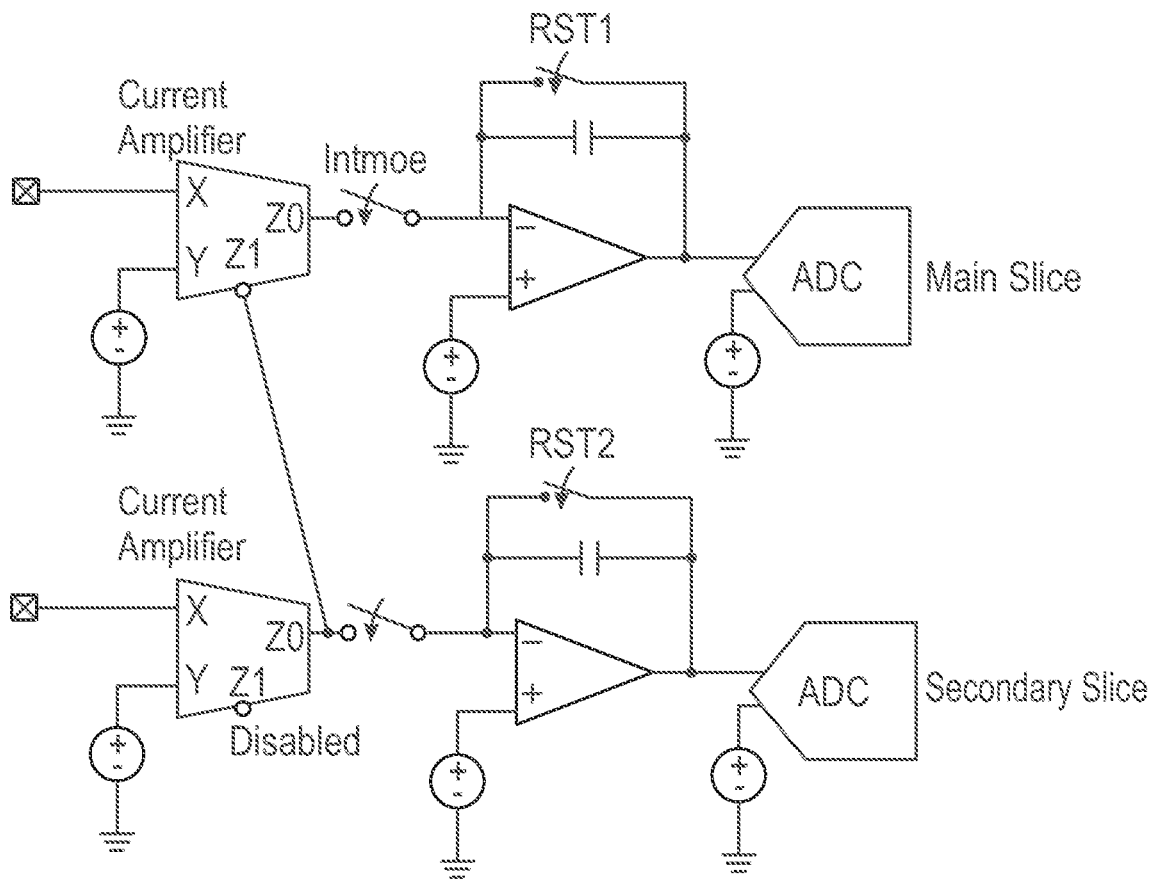 RST1
Current
Amplifier
Intmoe
X
Z0
Y
Z1
−
+
ADC
Main Slice
+
-
+
-
+
-
RST2
Current
Amplifier
X
Z0
Y
Z1
Disabled
−
+
ADC
Secondary Slice
+
-
+
-
+
-